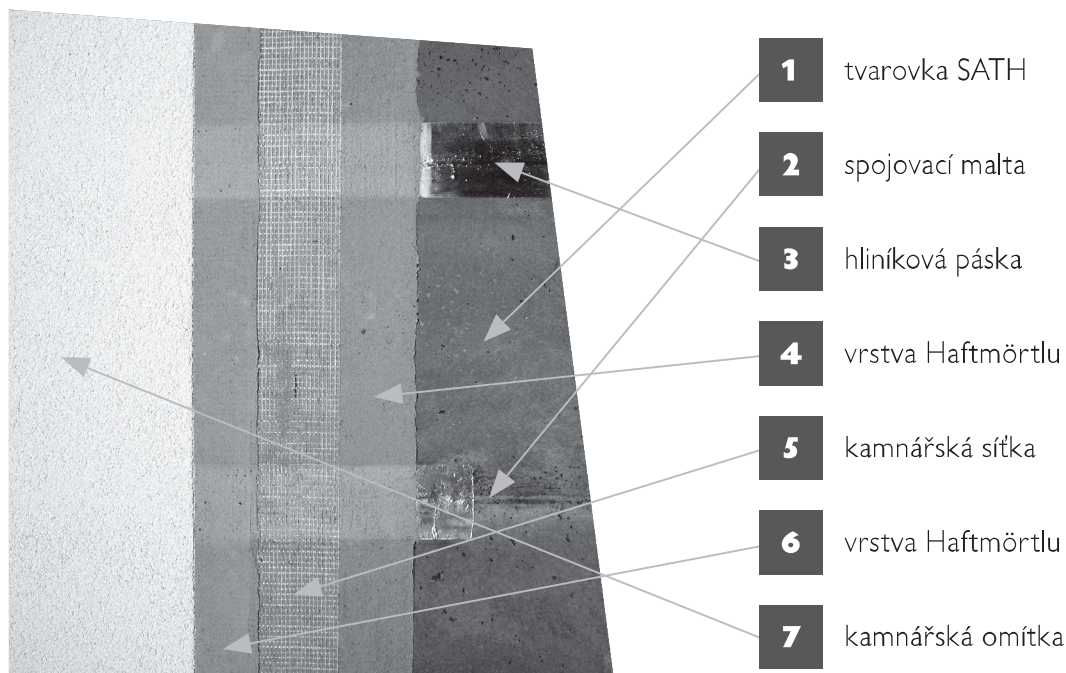 1 tvarovka SATH
2 spojovací malta
3 hliníková páska
4 vrstva Haftmörtlu
5 kamnářská síťka
6 vrstva Haftmörtlu
7 kamnářská omítka